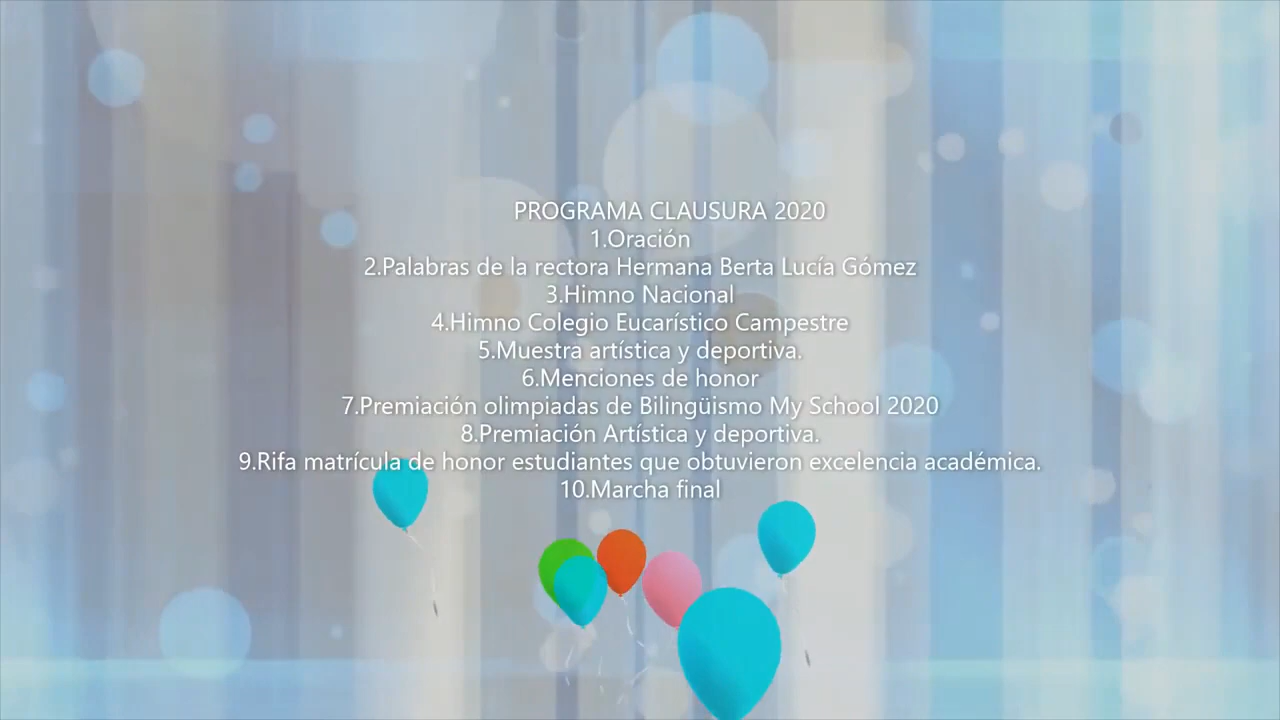 PROGRAMA CLAUSURA 2020
1.Oración
2.Palabras de la rectora Hermana Berta Lucía Gómez
3.Himno Nacional
4.Himno Colegio Eucarístico Campestre
5.Muestra artística y deportiva.
6.Menciones de honor
7.Premiación olimpiadas de Bilingüismo My School 2020
8.Premiación Artística y deportiva.
9.Rifa matrícula de honor estudiantes que obtuvieron excelencia académica.
10.Marcha final